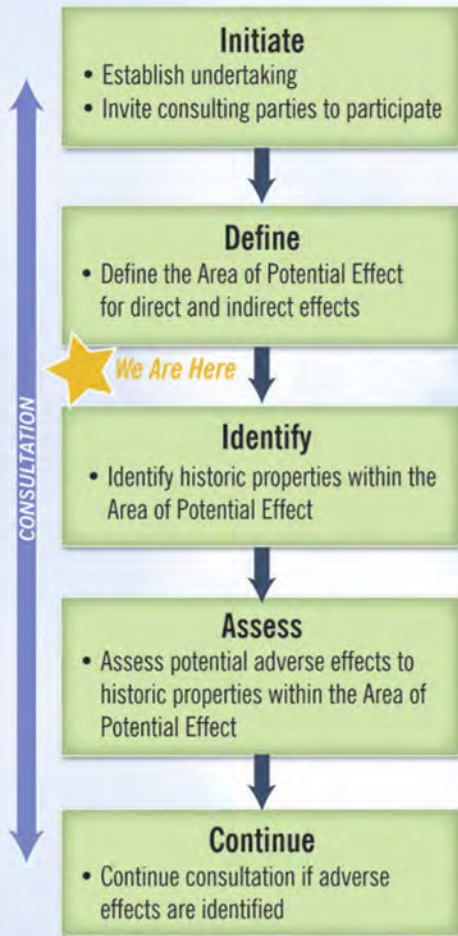 Initiate
• Establish undertaking
• Invite consulting parties to participate
Define
• Define the Area of Potential Effect
for direct and indirect effects
We Are Here
CONSULTATION
Identify
• Identify historic properties within the
Area of Potential Effect
Assess
• Assess potential adverse effects to
historic properties within the Area of
Potential Effect
Continue
• Continue consultation if adverse
effects are identified